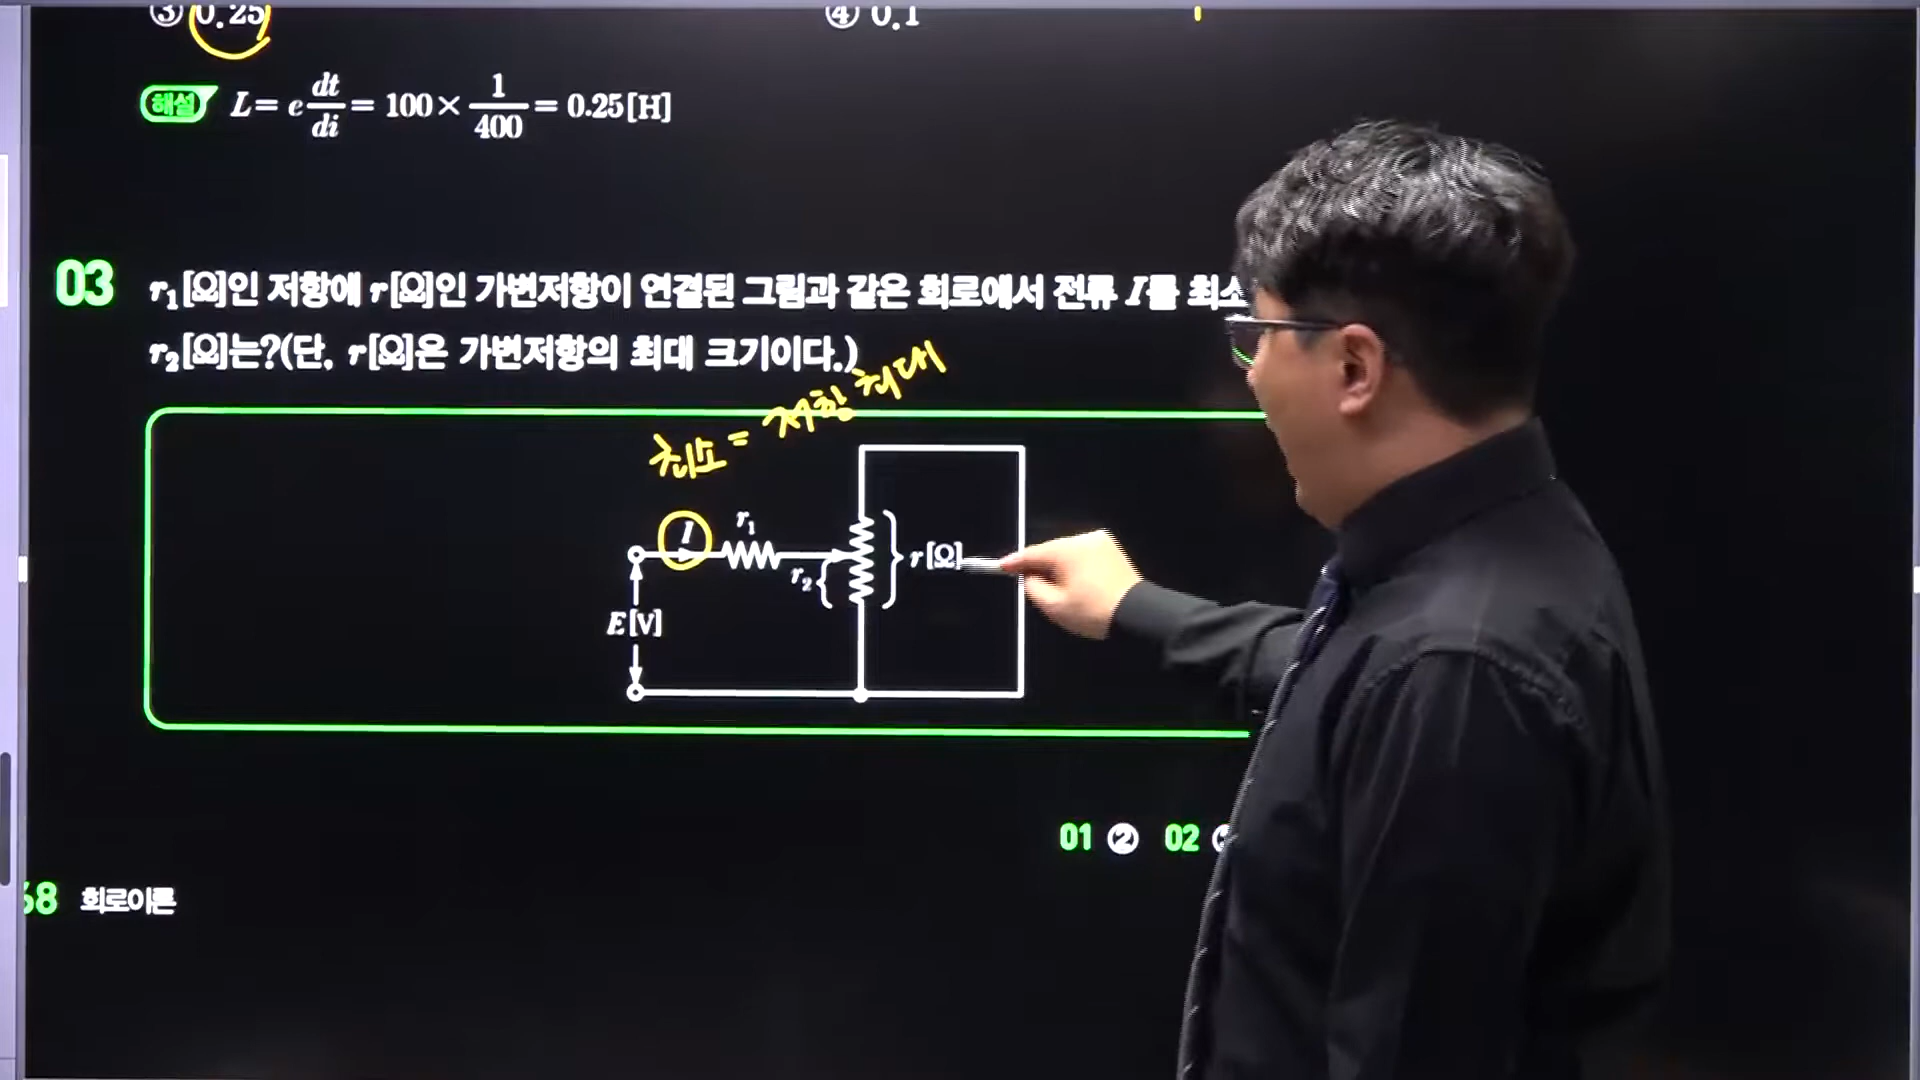 ③ 0.25 ④ 0.1
해설 L = e dt/di = 100 × 1/400 = 0.25[H]
03 r₁[Ω]인 저항에 r[Ω]인 가변저항이 연결된 그림과 같은 회로에서 전류 I를 최소
r₂[Ω]는?(단, r[Ω]은 가변저항의 최대 크기이다.)
최소 = 저항 최대
I r₁
r₂ r[Ω]
E[V]
01 ② 02
68 회로이론